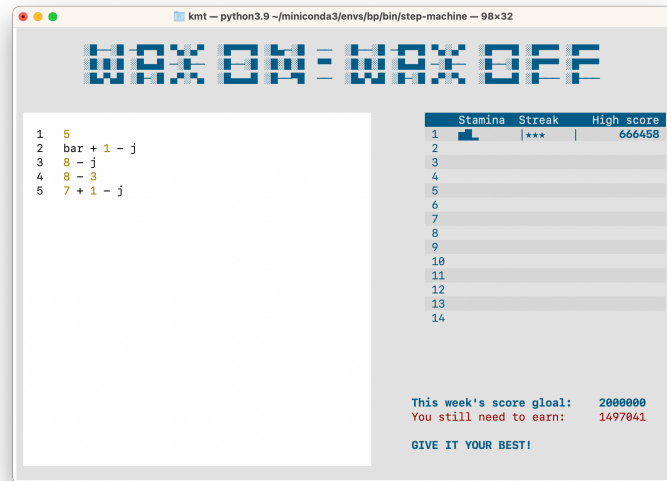 kmt — python3.9 ~/miniconda3/envs/bp/bin/step-machine — 98×32
WAX ON – WAX OFF
1 5
2 bar + 1 − j
3 8 − j
4 8 − 3
5 7 + 1 − j
Stamina Streak High score
1 |★★★ | 666458
2
3
4
5
6
7
8
9
10
11
12
13
14
This week's score gloal: 2000000
You still need to earn: 1497041
GIVE IT YOUR BEST!